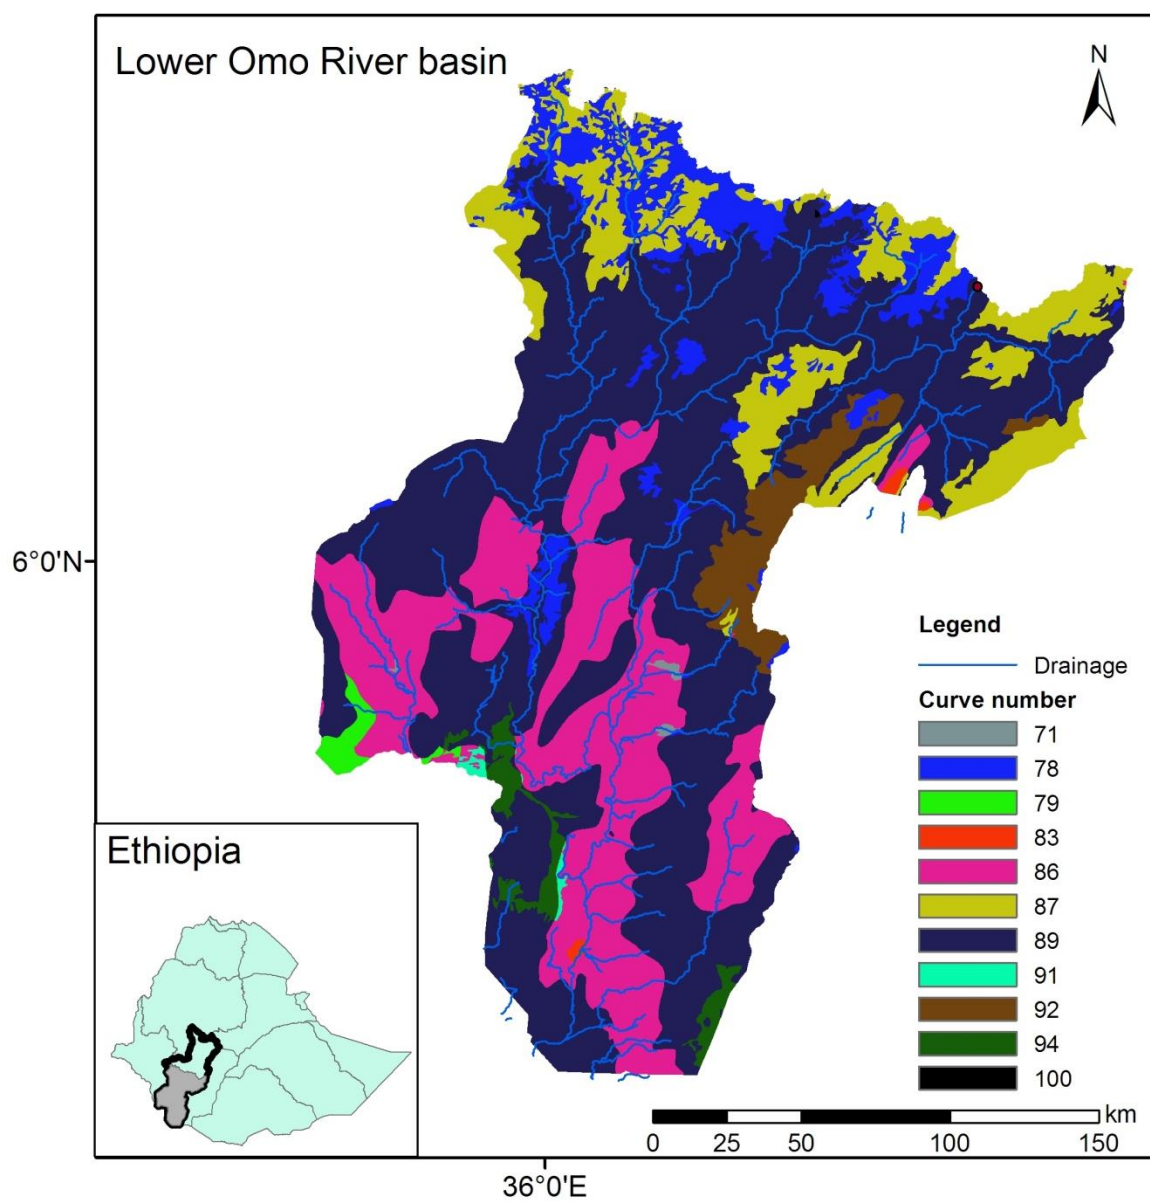 Lower Omo River basin
N
6°0'N
Legend
Drainage
Curve number
71
78
79
83
86
87
89
91
92
94
100
Ethiopia
km
0 25 50 100 150
36°0'E